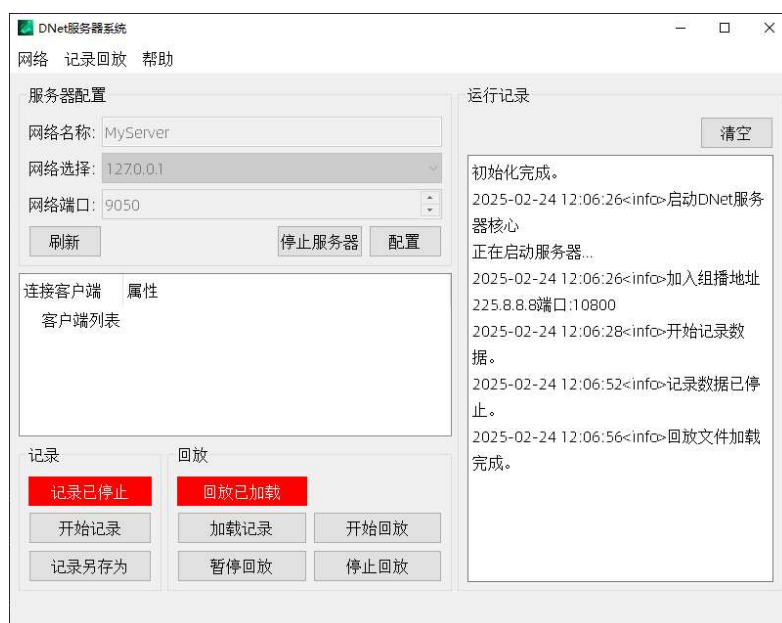 DNet服务器系统
网络 记录回放 帮助
服务器配置
网络名称: MyServer
网络选择: 127.0.0.1
网络端口: 9050
刷新 停止服务器 配置
连接客户端 属性
客户端列表
记录
记录已停止
开始记录
记录另存为
回放
回放已加载
加载记录 开始回放
暂停回放 停止回放
运行记录
清空
初始化完成。
2025-02-24 12:06:26<info>启动DNet服务
器核心
正在启动服务器...
2025-02-24 12:06:26<info>加入组播地址
225.8.8.8端口:10800
2025-02-24 12:06:28<info>开始记录数
据。
2025-02-24 12:06:52<info>记录数据已停
止。
2025-02-24 12:06:56<info>回放文件加载
完成。